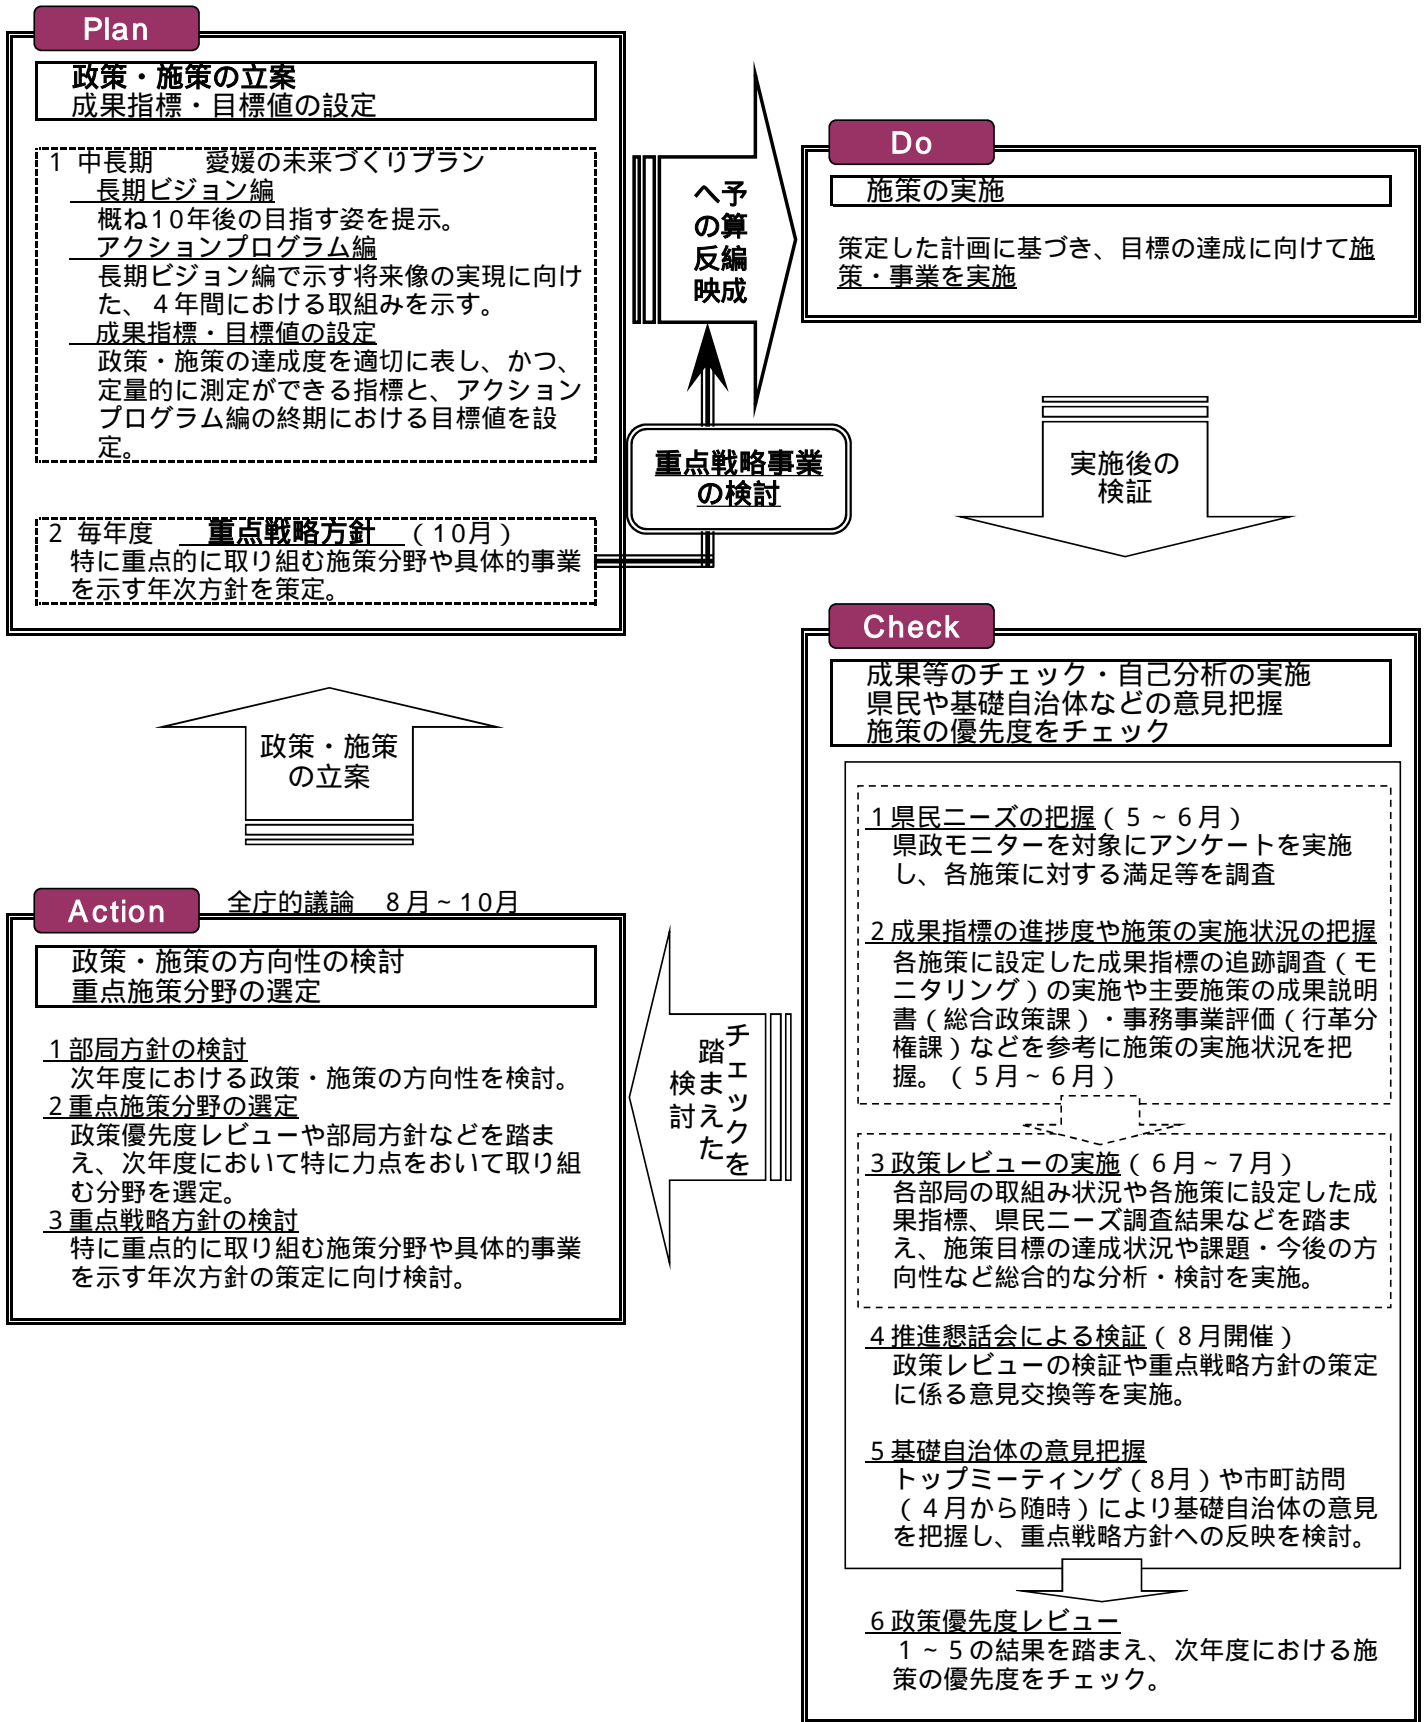 Plan
政策・施策の立案
成果指標・目標値の設定
1 中長期　愛媛の未来づくりプラン
長期ビジョン編
概ね10年後の目指す姿を提示。
アクションプログラム編
長期ビジョン編で示す将来像の実現に向け
た、4年間における取組みを示す。
成果指標・目標値の設定
政策・施策の達成度を適切に表し、かつ、
定量的に測定ができる指標と、アクション
プログラム編の終期における目標値を設
定。
2 毎年度　重点戦略方針　（10月）
特に重点的に取り組む施策分野や具体的事業
を示す年次方針を策定。
予算編成
への反映
重点戦略事業
の検討
Do
施策の実施
策定した計画に基づき、目標の達成に向けて施
策・事業を実施
実施後の
検証
Check
成果等のチェック・自己分析の実施
県民や基礎自治体などの意見把握
施策の優先度をチェック
1 県民ニーズの把握（5～6月）
県政モニターを対象にアンケートを実施
し、各施策に対する満足等を調査
2 成果指標の進捗度や施策の実施状況の把握
各施策に設定した成果指標の追跡調査（モ
ニタリング）の実施や主要施策の成果説明
書（総合政策課）・事務事業評価（行革分
権課）などを参考に施策の実施状況を把
握。（5月～6月）
3 政策レビューの実施（6月～7月）
各部局の取組み状況や各施策に設定した成
果指標、県民ニーズ調査結果などを踏ま
え、施策目標の達成状況や課題・今後の方
向性など総合的な分析・検討を実施。
4 推進懇話会による検証（8月開催）
政策レビューの検証や重点戦略方針の策定
に係る意見交換等を実施。
5 基礎自治体の意見把握
トップミーティング（8月）や市町訪問
（4月から随時）により基礎自治体の意見
を把握し、重点戦略方針への反映を検討。
6 政策優先度レビュー
1～5の結果を踏まえ、次年度における施
策の優先度をチェック。
チェックを
踏まえた
検討
Action
全庁的議論　8月～10月
政策・施策の方向性の検討
重点施策分野の選定
1 部局方針の検討
次年度における政策・施策の方向性を検討。
2 重点施策分野の選定
政策優先度レビューや部局方針などを踏ま
え、次年度において特に力点をおいて取り組
む分野を選定。
3 重点戦略方針の検討
特に重点的に取り組む施策分野や具体的事業
を示す年次方針の策定に向け検討。
政策・施策
の立案